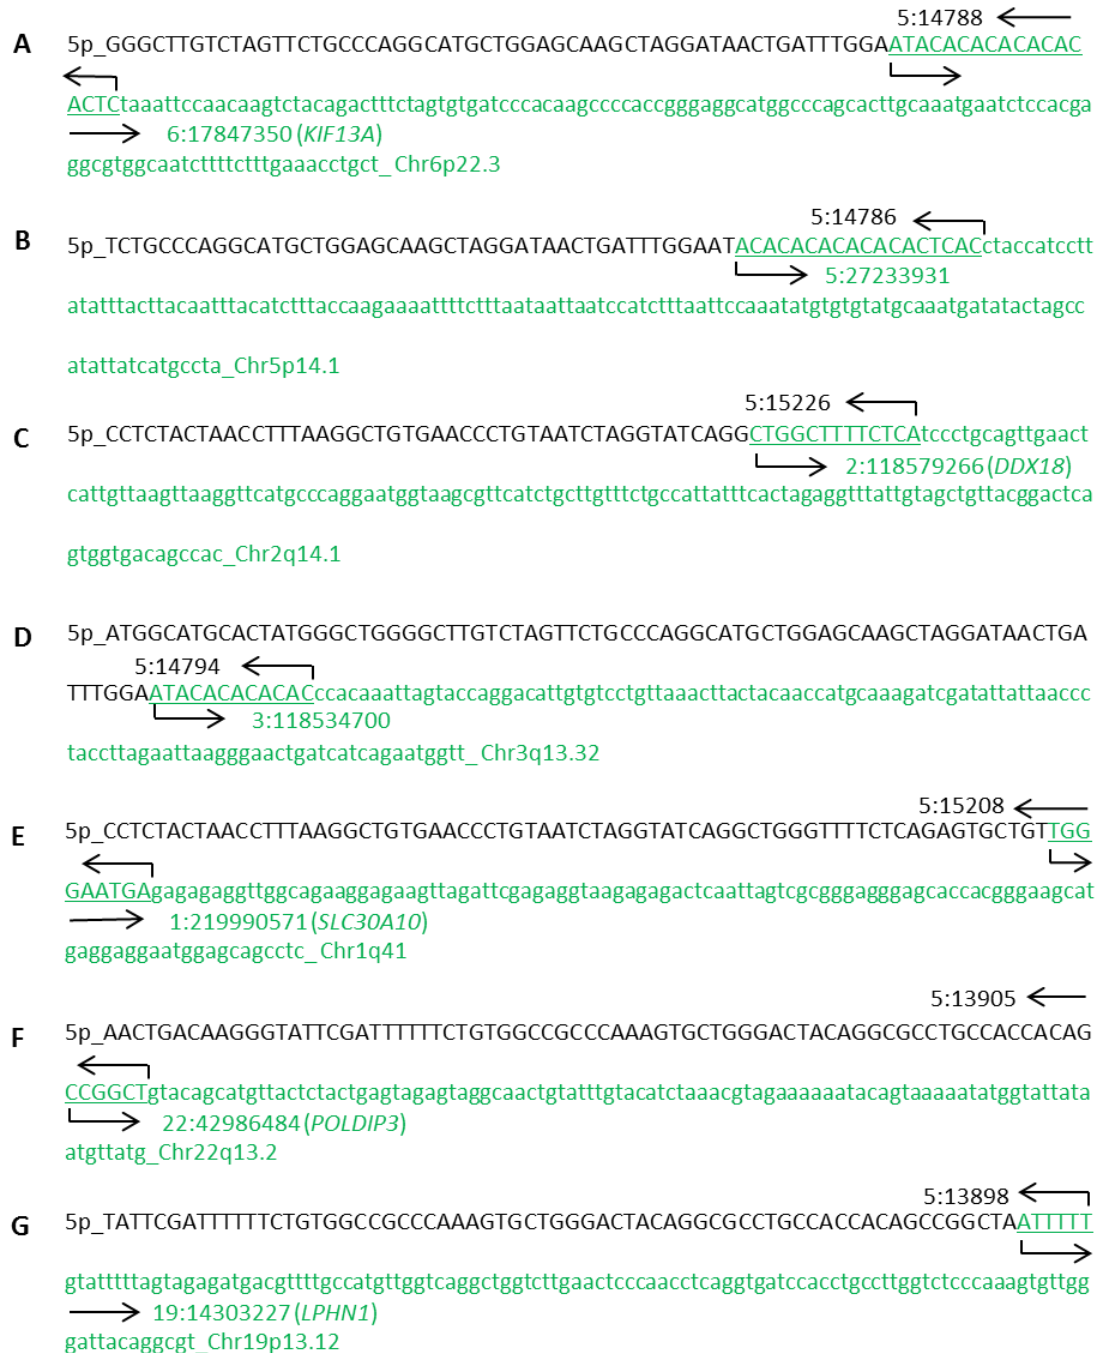 5:14788
A 5p_GGGCTTGTCTAGTTCTGCCCAGGCATGCTGGAGCAAGCTAGGATAACTGATTTGGAATACACACACACAC
ACTCtaaattccaacaagtctacagactttctagtgtgatcccacaagccccaccgggaggcatggcccagcacttgcaaatgaatctccacga
6:17847350 (KIF13A)
ggcgtggcaatcttttctttgaaacctgct_Chr6p22.3
5:14786
B 5p_TCTGCCCAGGCATGCTGGAGCAAGCTAGGATAACTGATTTGGAATACACACACACACACTCACctaccatcctt
5:27233931
atatttacttacaatttacatctttaccaagaaaattttctttaataattaatccatctttaattccaaatatgtgtgtatgcaaatgatatactagcc
atattatcatgccta_Chr5p14.1
5:15226
C 5p_CCTCTACTAACCTTTAAGGCTGTGAACCCTGTAATCTAGGTATCAGGCTGGCTTTTCTCAtccctgcagttgaact
2:118579266 (DDX18)
cattgttaagttaaggttcatgcccaggaatggtaagcgttcatctgcttgtttctgccattatttcactagaggtttattgtagctgttacggactca
gtggtgacagccac_Chr2q14.1
D 5p_ATGGCATGCACTATGGGCTGGGGCTTGTCTAGTTCTGCCCAGGCATGCTGGAGCAAGCTAGGATAACTGA
5:14794
TTTGGAATACACACACACcccacaaattagtaccaggacattgtgtcctgttaaacttactacaaccatgcaaagatcgatattattaaccc
3:118534700
taccttagaattaagggaactgatcatcagaatggtt_Chr3q13.32
5:15208
E 5p_CCTCTACTAACCTTTAAGGCTGTGAACCCTGTAATCTAGGTATCAGGCTGGGTTTTCTCAGAGTGCTGTTGG
GAATGAgagagaggttggcagaaggagaagttagattcgagaggtaagagagactcaattagtcgcgggagggagcaccacgggaagcat
1:219990571 (SLC30A10)
gaggaggaatggagcagcctc_Chr1q41
5:13905
F 5p_AACTGACAAGGGTATTCGATTTTTTCTGTGGCCGCCCAAAGTGCTGGGACTACAGGCGCCTGCCACCACAG
CCGGCTgtacagcatgttactctactgagtagagtaggcaactgtatttgtacatctaaacgtagaaaaaatacagtaaaaatatggtattata
22:42986484 (POLDIP3)
atgttatg_Chr22q13.2
5:13898
G 5p_TATTCGATTTTTTCTGTGGCCGCCCAAAGTGCTGGGACTACAGGCGCCTGCCACCACAGCCGGCTAATTTTT
gtatttttagtagagatgacgttttgccatgttggtcaggctggtcttgaactcccaacctcaggtgatccacctgccttggtctcccaaagtgttgg
19:14303227 (LPHN1)
gattacaggcgt_Chr19p13.12